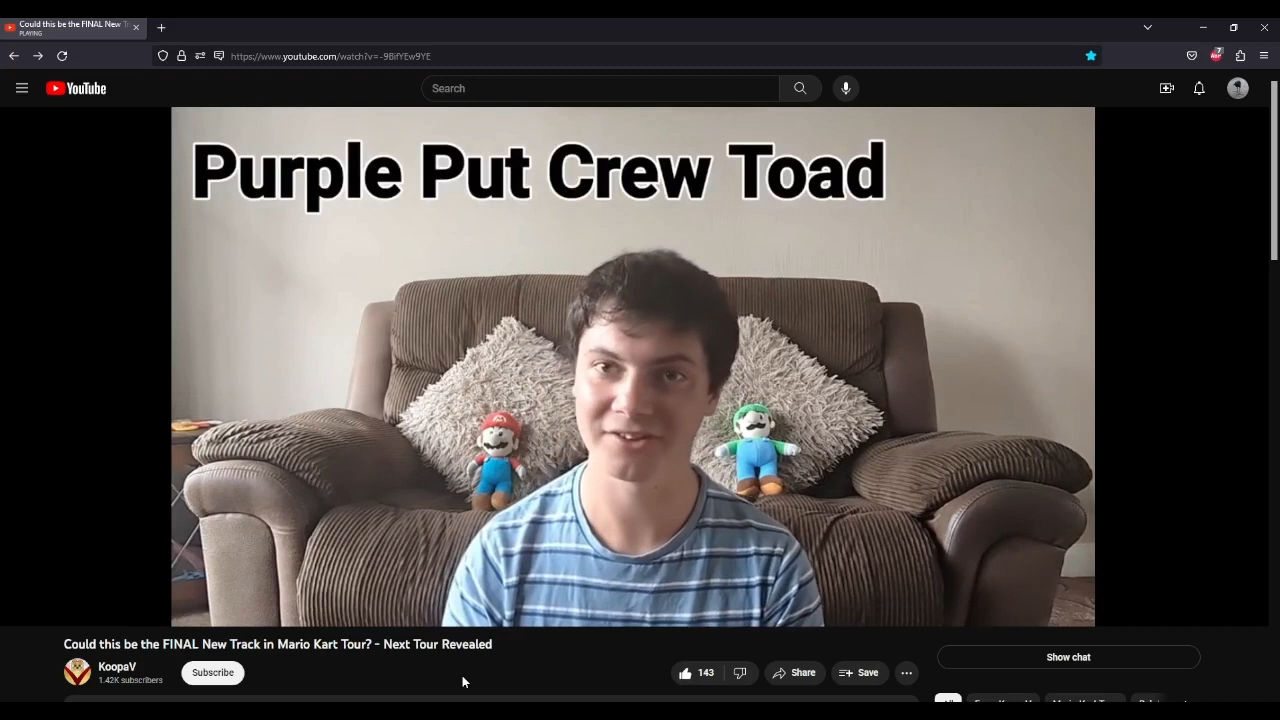 Could this be the FINAL New Tr
PLAYING
https://www.youtube.com/watch?v=-9BifYEw9YE
7
YouTube
Search
Purple Put Crew Toad
Could this be the FINAL New Track in Mario Kart Tour? - Next Tour Revealed
KoopaV
1.42K subscribers
Subscribe
143
Share
Save
Show chat